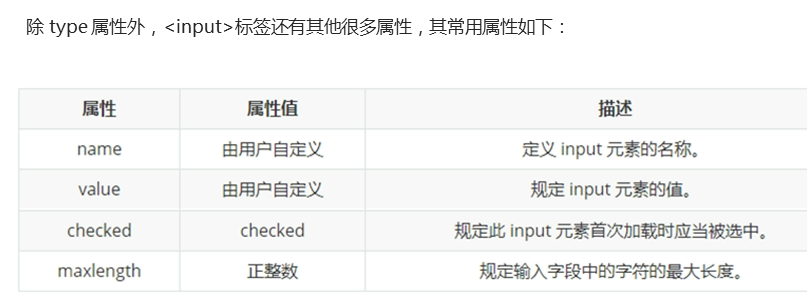 除 type 属性外，<input>标签还有其他很多属性，其常用属性如下：
属性 属性值 描述
name 由用户自定义 定义 input 元素的名称。
value 由用户自定义 规定 input 元素的值。
checked checked 规定此 input 元素首次加载时应当被选中。
maxlength 正整数 规定输入字段中的字符的最大长度。